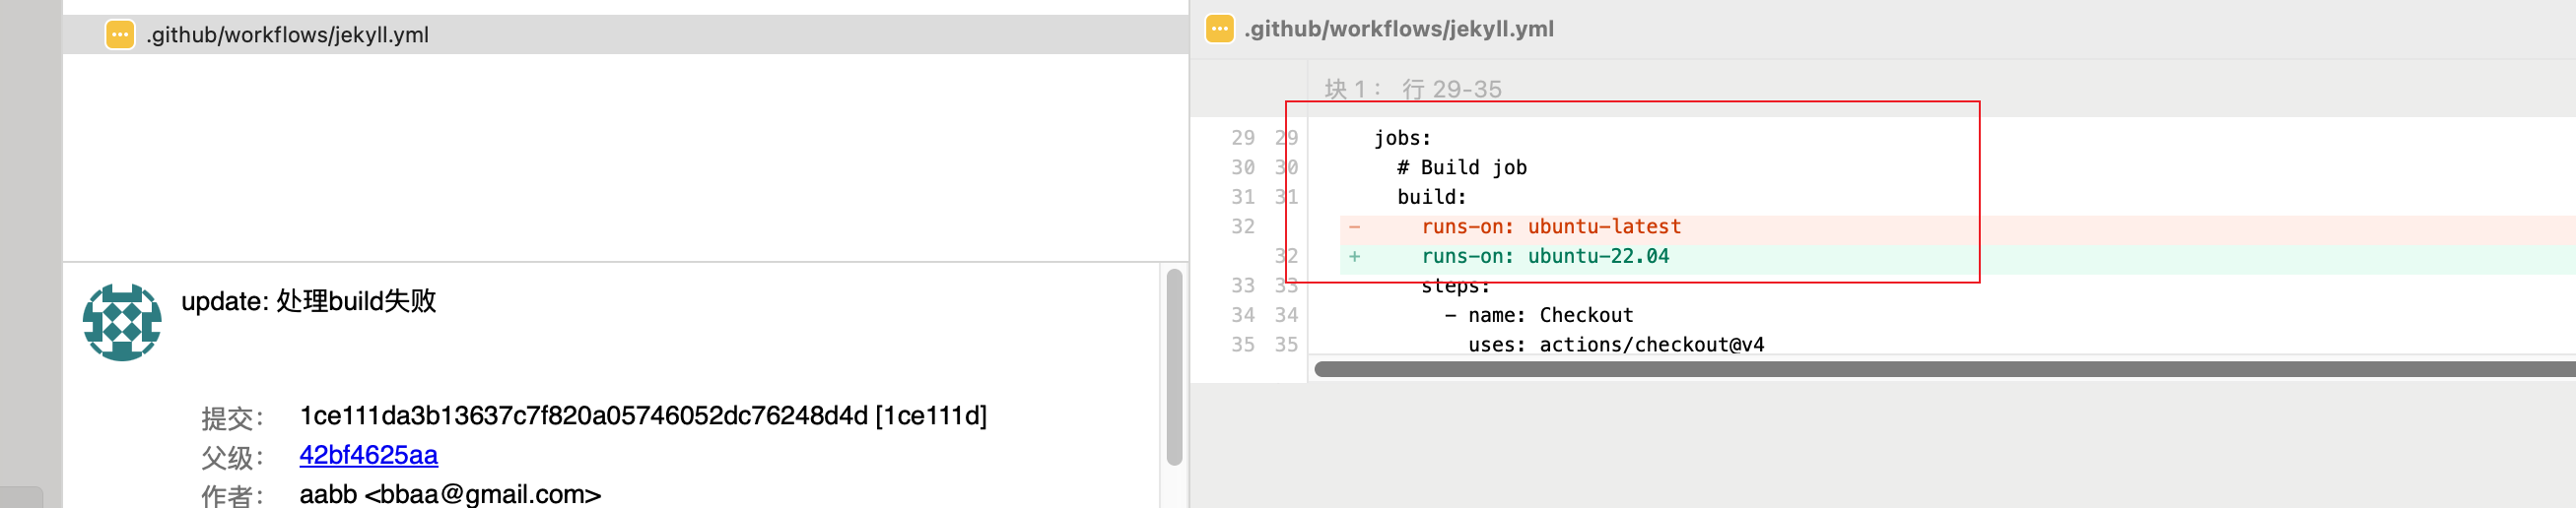 .github/workflows/jekyll.yml
update: 处理build失败
提交： 1ce111da3b13637c7f820a05746052dc76248d4d [1ce111d]
父级： 42bf4625aa
作者： aabb <bbaa@gmail.com>
.github/workflows/jekyll.yml
块 1： 行 29-35
29 29 jobs:
30 30 # Build job
31 31 build:
32 - runs-on: ubuntu-latest
32 + runs-on: ubuntu-22.04
33 33 steps:
34 34 - name: Checkout
35 35 uses: actions/checkout@v4